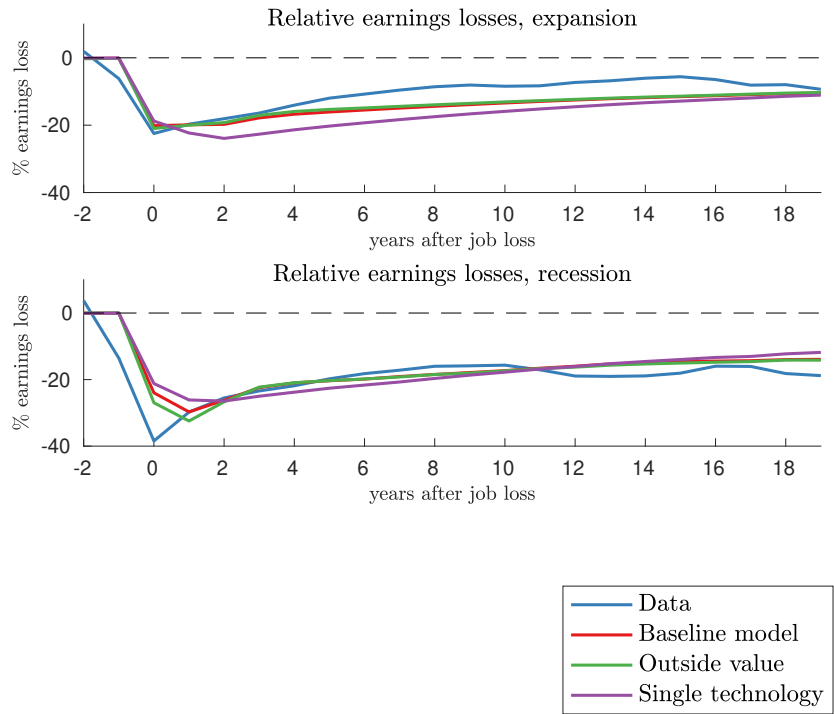 Relative earnings losses, expansion
% earnings loss
0
-20
-40
-2 0 2 4 6 8 10 12 14 16 18
years after job loss
Relative earnings losses, recession
% earnings loss
0
-20
-40
-2 0 2 4 6 8 10 12 14 16 18
years after job loss
Data
Baseline model
Outside value
Single technology